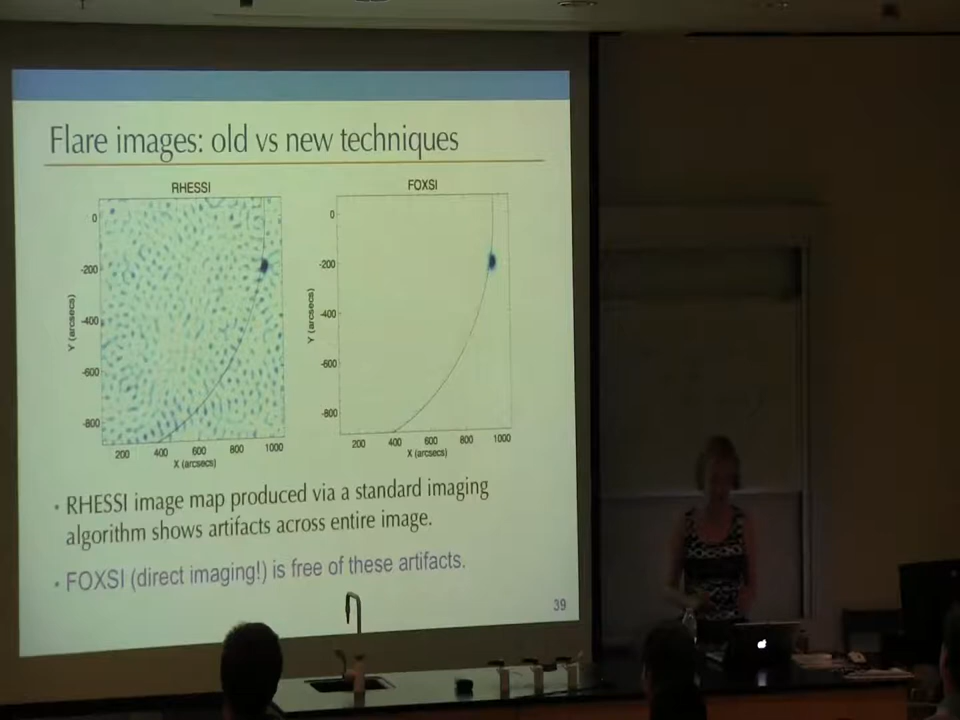 Flare images: old vs new techniques
RHESSI
FOXSI
0
-200
-400
-600
-800
Y (arcsecs)
200 400 600 800 1000
X (arcsecs)
0
-200
-400
-600
-800
Y (arcsecs)
200 400 600 800 1000
X (arcsecs)
• RHESSI image map produced via a standard imaging
algorithm shows artifacts across entire image.
• FOXSI (direct imaging!) is free of these artifacts.
39